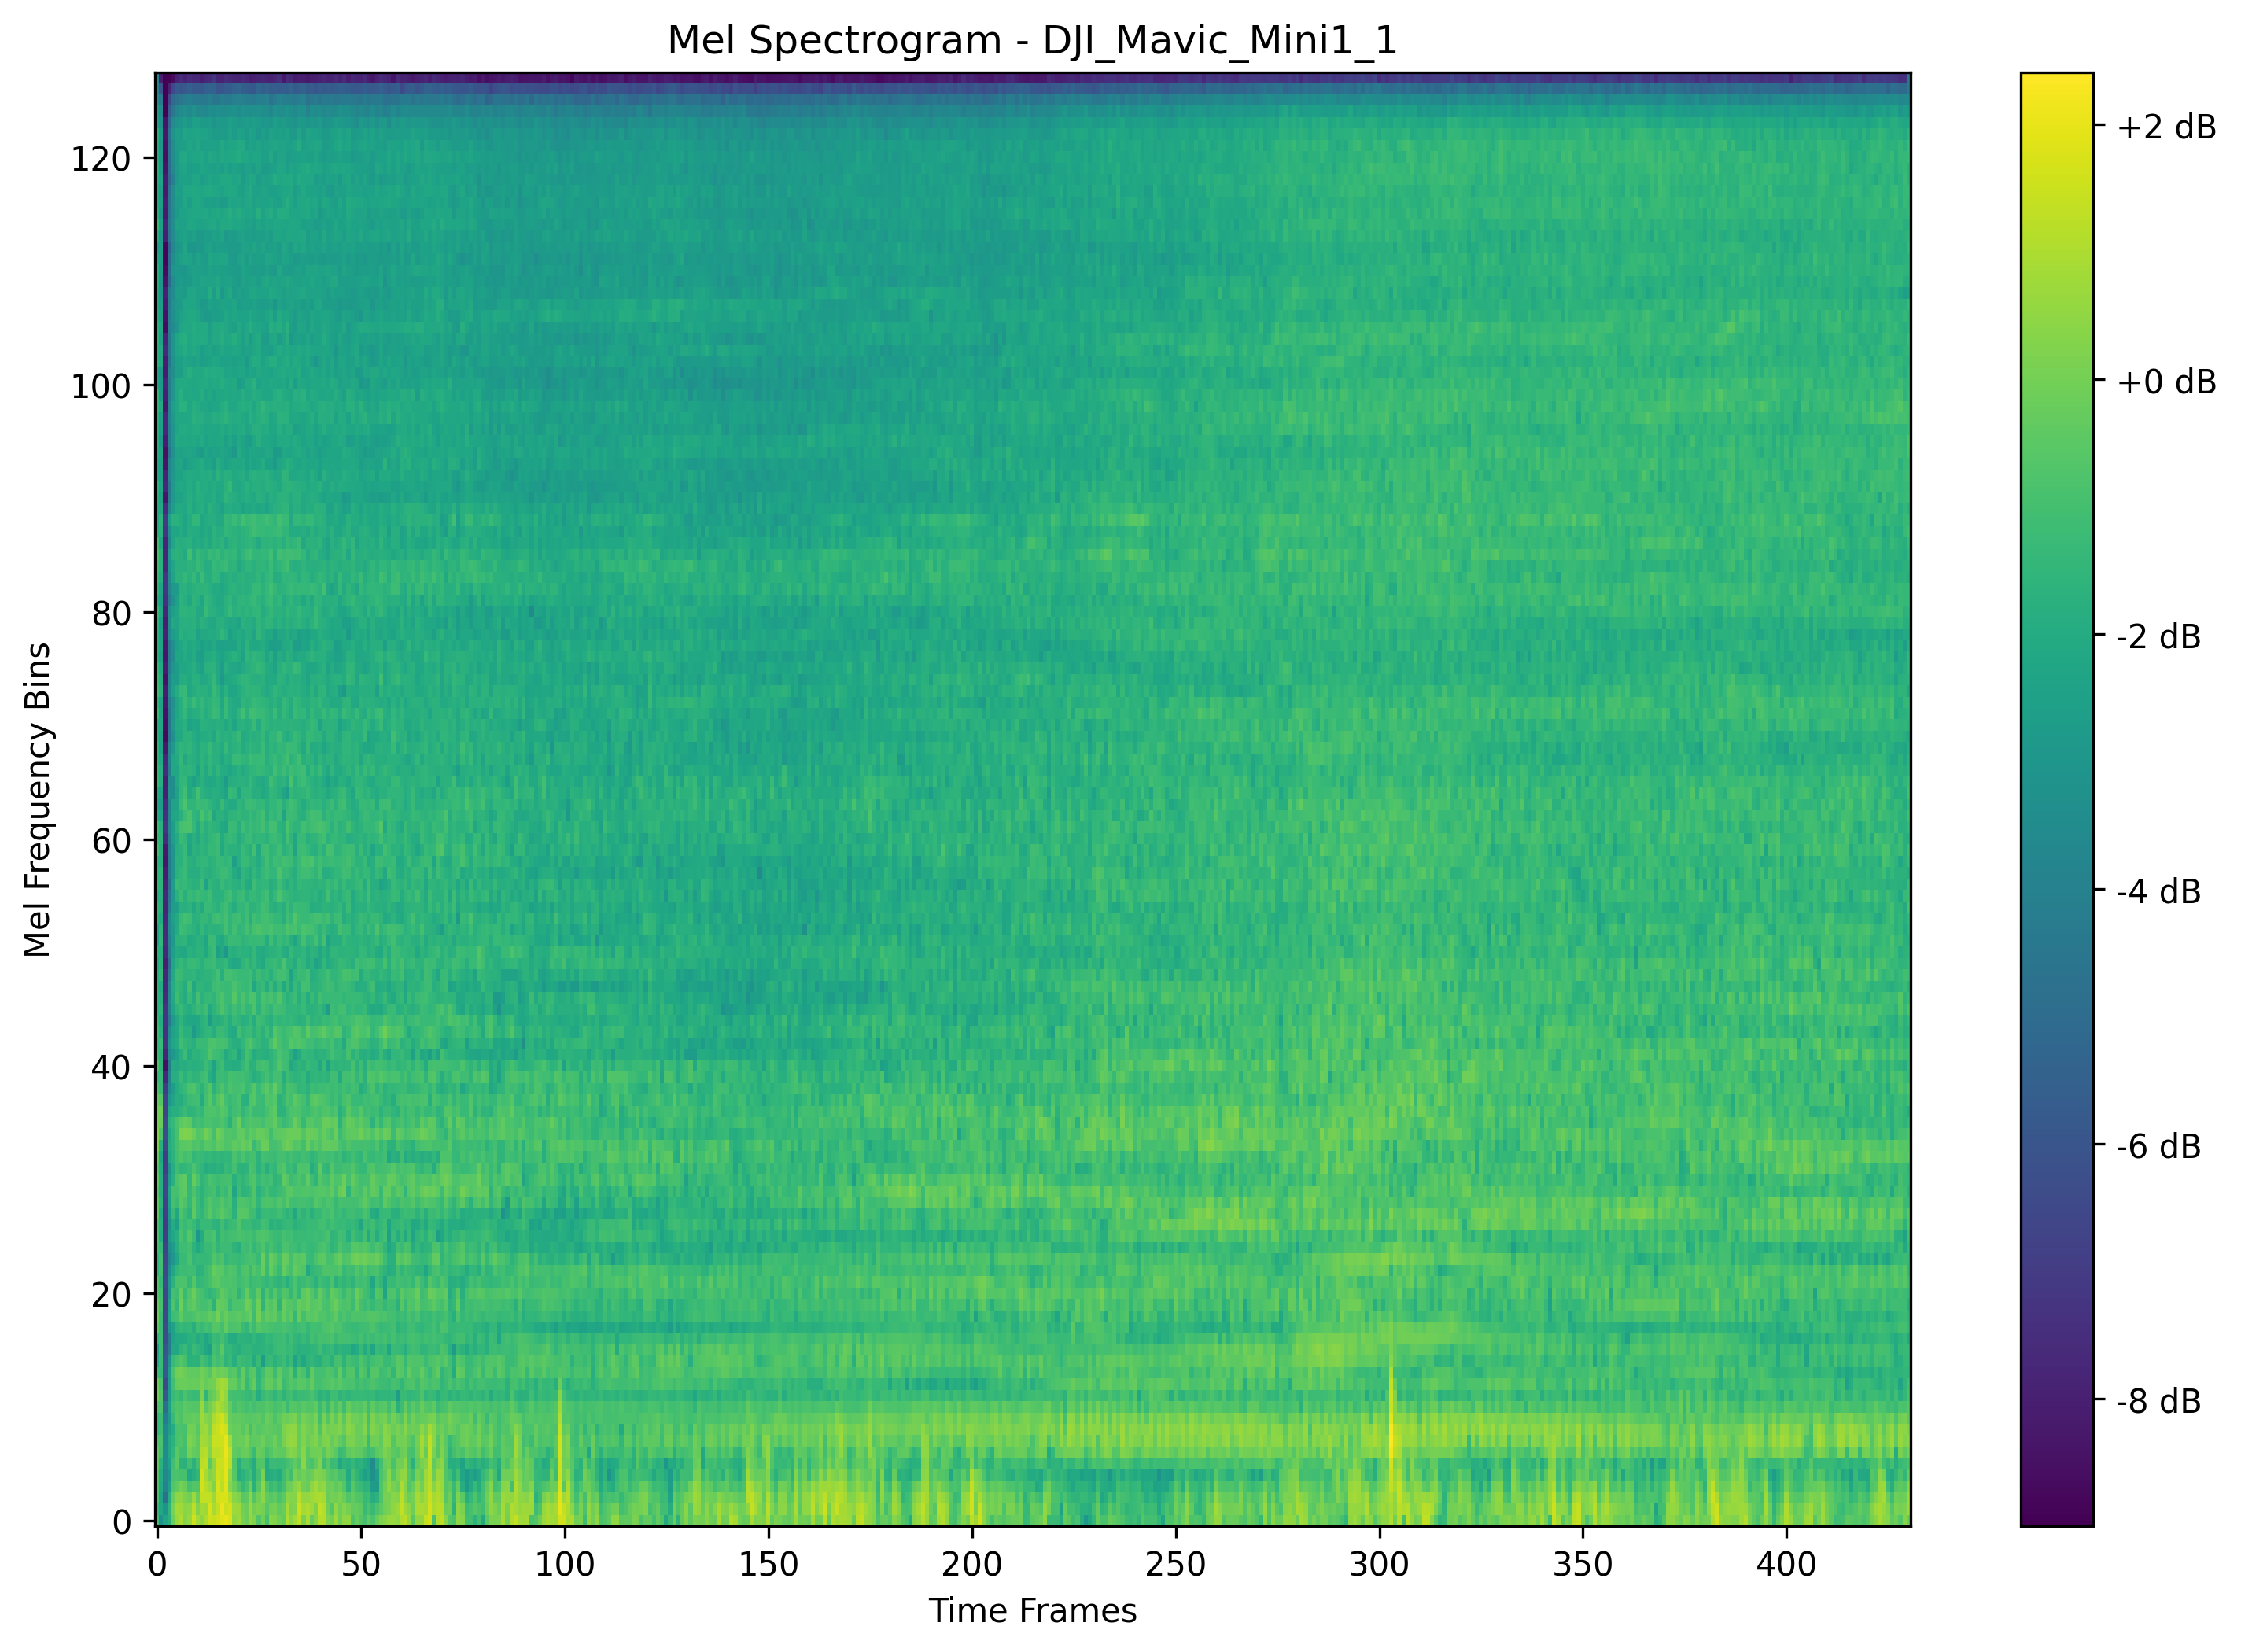 Mel Spectrogram - DJI_Mavic_Mini1_1
Mel Frequency Bins
120
100
80
60
40
20
0
0 50 100 150 200 250 300 350 400
Time Frames
+2 dB
+0 dB
-2 dB
-4 dB
-6 dB
-8 dB